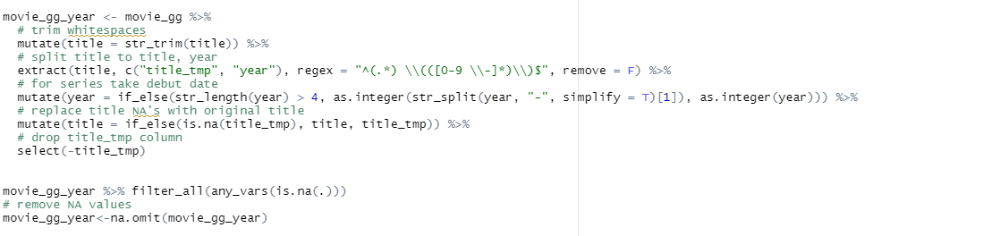 movie_gg_year <- movie_gg %>%
  # trim whitespaces
  mutate(title = str_trim(title)) %>%
  # split title to title, year
  extract(title, c("title_tmp", "year"), regex = "^(.*) \\(([0-9 \\-]*)\\)$", remove = F) %>%
  # for series take debut date
  mutate(year = if_else(str_length(year) > 4, as.integer(str_split(year, "-", simplify = T)[1]), as.integer(year))) %>%
  # replace title NA's with original title
  mutate(title = if_else(is.na(title_tmp), title, title_tmp)) %>%
  # drop title_tmp column
  select(-title_tmp)
movie_gg_year %>% filter_all(any_vars(is.na(.)))
# remove NA values
movie_gg_year<-na.omit(movie_gg_year)